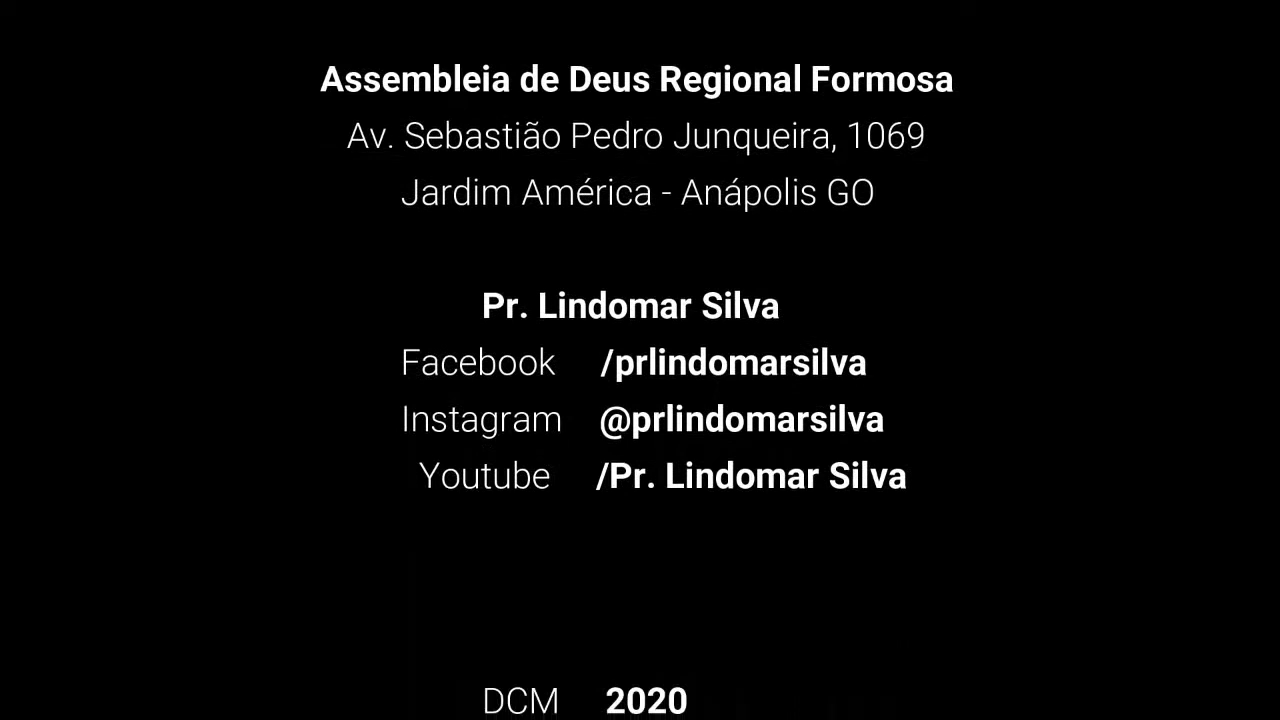 Assembleia de Deus Regional Formosa
Av. Sebastião Pedro Junqueira, 1069
Jardim América - Anápolis GO
Pr. Lindomar Silva
Facebook /prlindomarsilva
Instagram @prlindomarsilva
Youtube /Pr. Lindomar Silva
DCM 2020